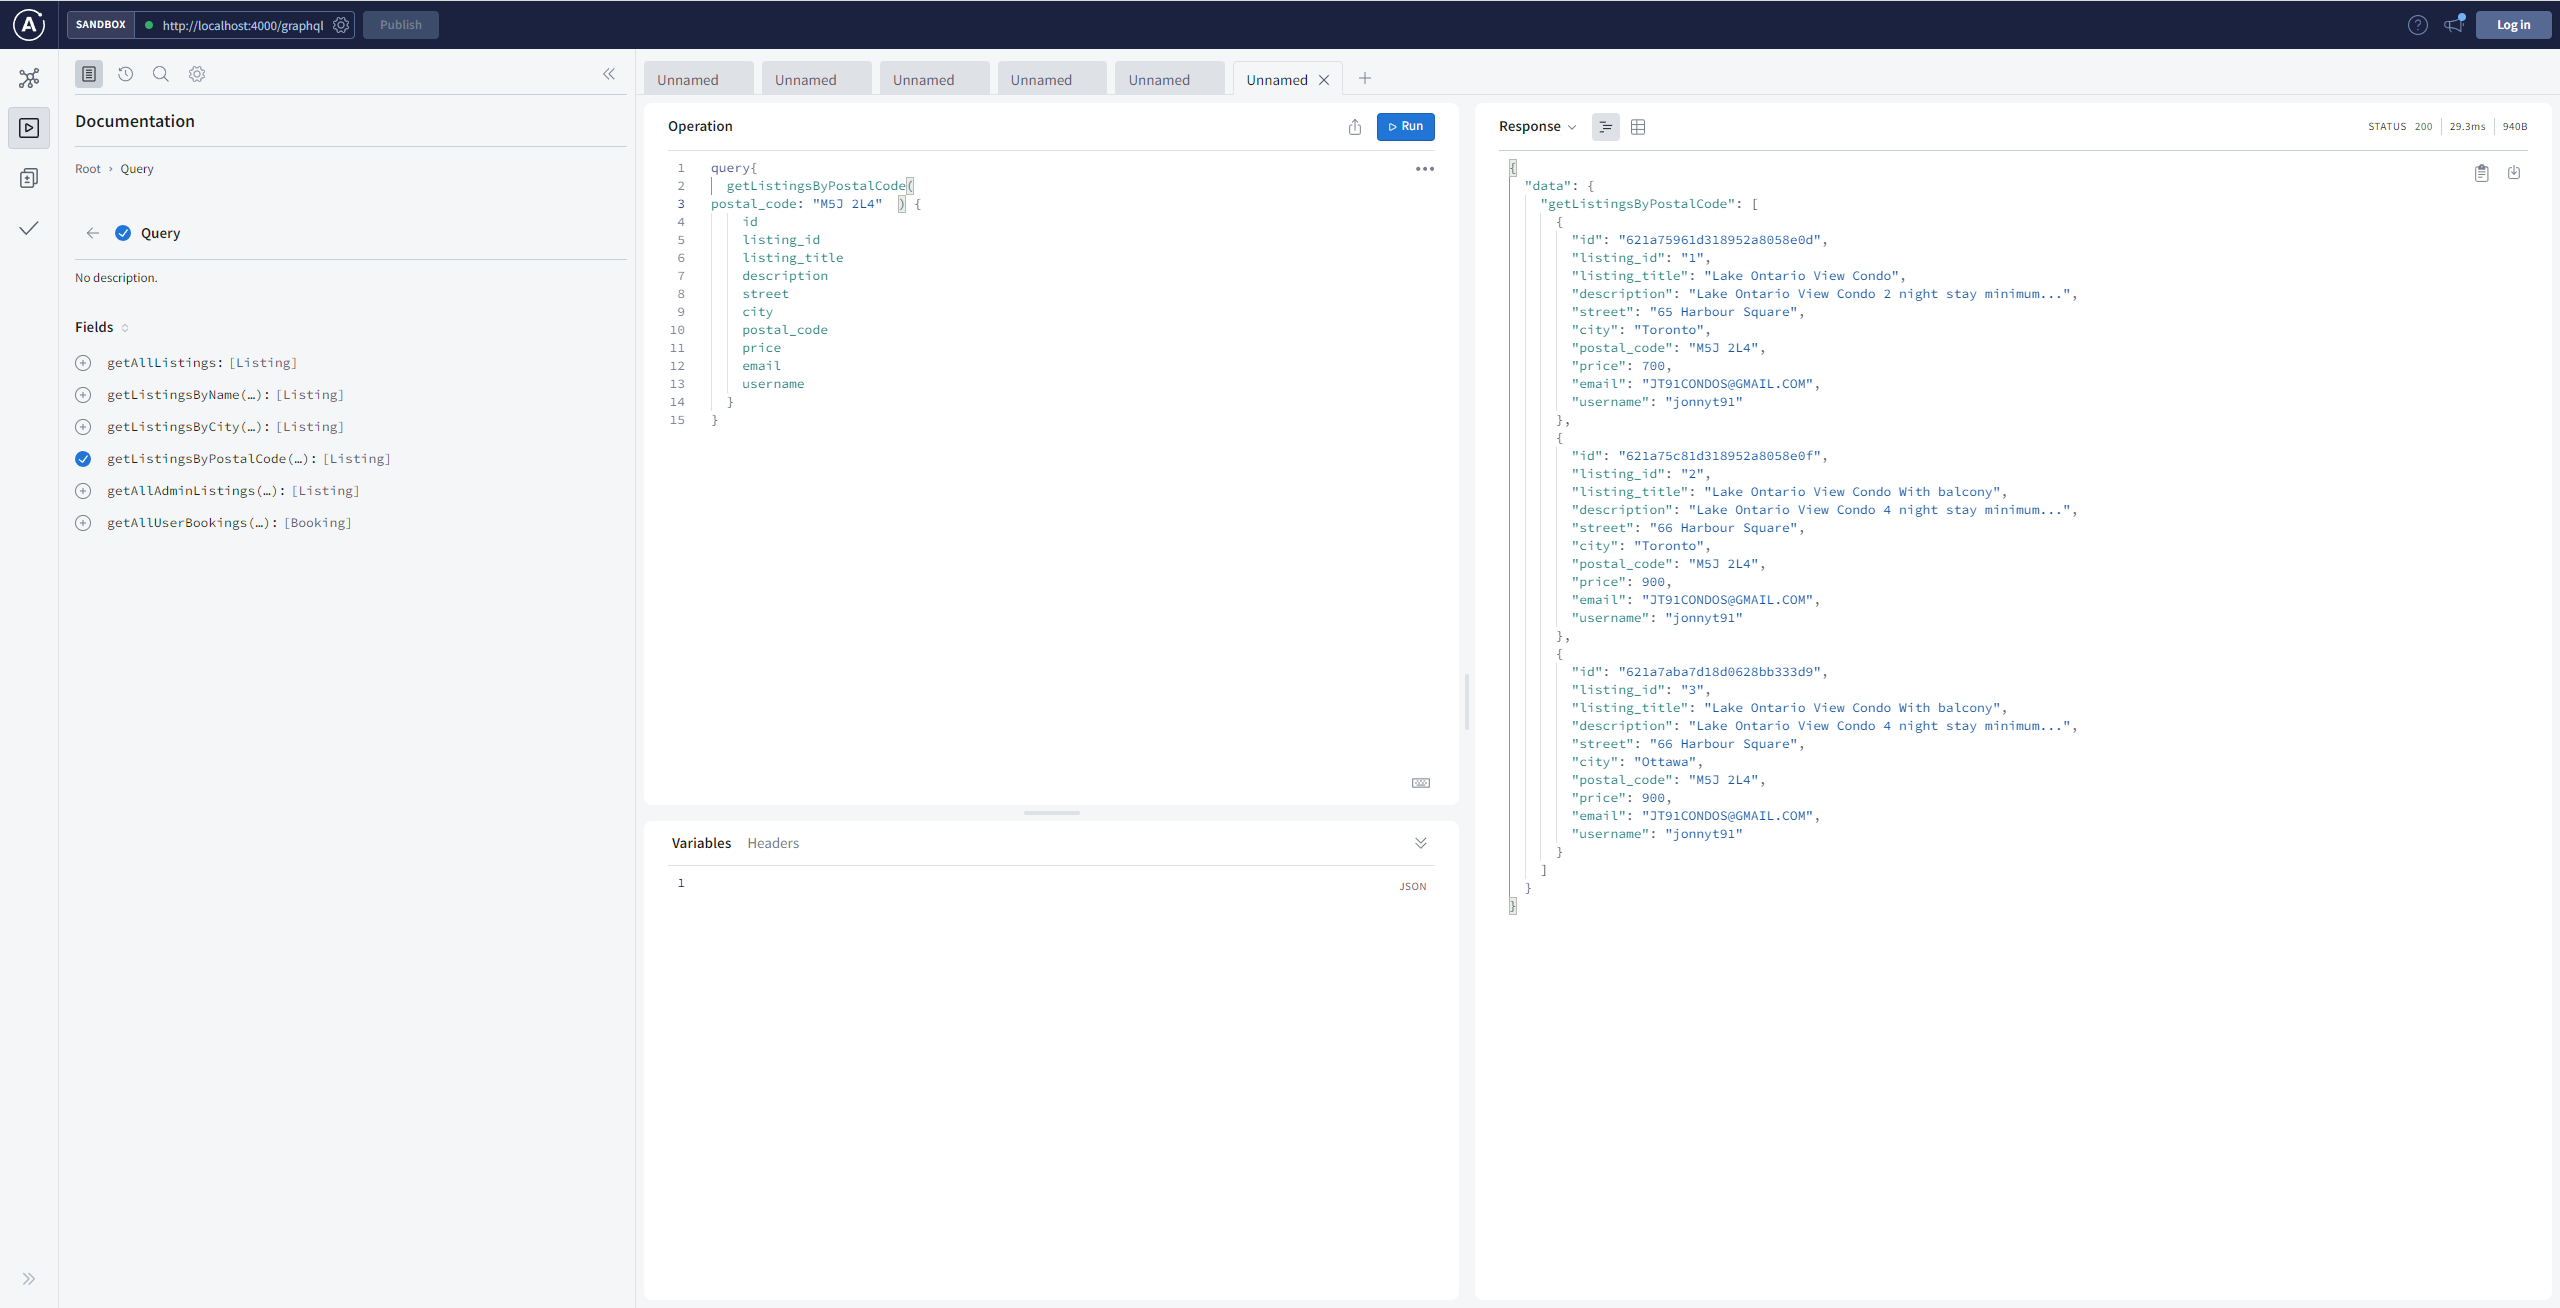 SANDBOX
http://localhost:4000/graphql
Publish
Log in
Documentation
Root › Query
Query
No description.
Fields
getAllListings: [Listing]
getListingsByName(…): [Listing]
getListingsByCity(…): [Listing]
getListingsByPostalCode(…): [Listing]
getAllAdminListings(…): [Listing]
getAllUserBookings(…): [Booking]
Unnamed
Unnamed
Unnamed
Unnamed
Unnamed
Unnamed
Operation
Run
1 query{
2 getListingsByPostalCode(
3 postal_code: "M5J 2L4" ) {
4 id
5 listing_id
6 listing_title
7 description
8 street
9 city
10 postal_code
11 price
12 email
13 username
14 }
15 }
Variables Headers
1
JSON
Response
STATUS 200 29.3ms 940B
{
"data": {
"getListingsByPostalCode": [
{
"id": "621a75961d318952a8058e0d",
"listing_id": "1",
"listing_title": "Lake Ontario View Condo",
"description": "Lake Ontario View Condo 2 night stay minimum...",
"street": "65 Harbour Square",
"city": "Toronto",
"postal_code": "M5J 2L4",
"price": 700,
"email": "JT91CONDOS@GMAIL.COM",
"username": "jonnyt91"
},
{
"id": "621a75c81d318952a8058e0f",
"listing_id": "2",
"listing_title": "Lake Ontario View Condo With balcony",
"description": "Lake Ontario View Condo 4 night stay minimum...",
"street": "66 Harbour Square",
"city": "Toronto",
"postal_code": "M5J 2L4",
"price": 900,
"email": "JT91CONDOS@GMAIL.COM",
"username": "jonnyt91"
},
{
"id": "621a7aba7d18d0628bb333d9",
"listing_id": "3",
"listing_title": "Lake Ontario View Condo With balcony",
"description": "Lake Ontario View Condo 4 night stay minimum...",
"street": "66 Harbour Square",
"city": "Ottawa",
"postal_code": "M5J 2L4",
"price": 900,
"email": "JT91CONDOS@GMAIL.COM",
"username": "jonnyt91"
}
]
}
}